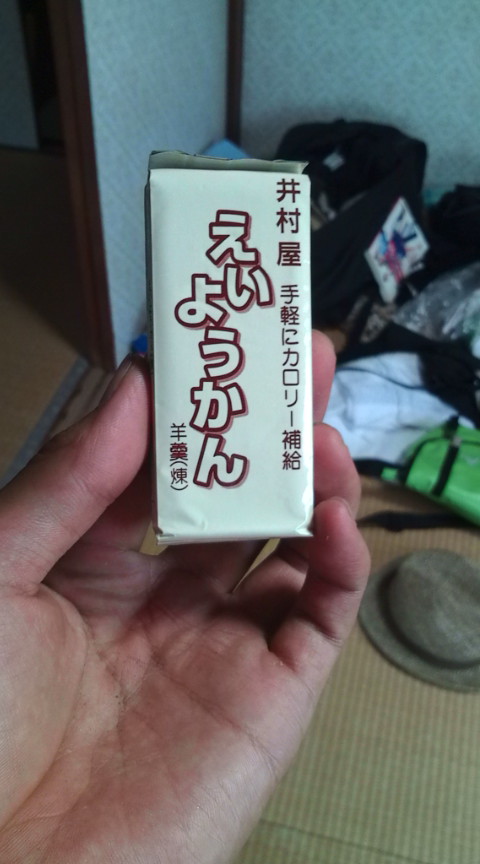 井村屋
手軽にカロリー補給
えいようかん
羊羹(煉)